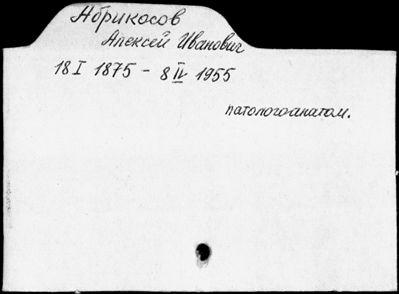 Абрикосов
Алексей Иванович
18 I 1875 - 8 IV 1955
патологоанатом.